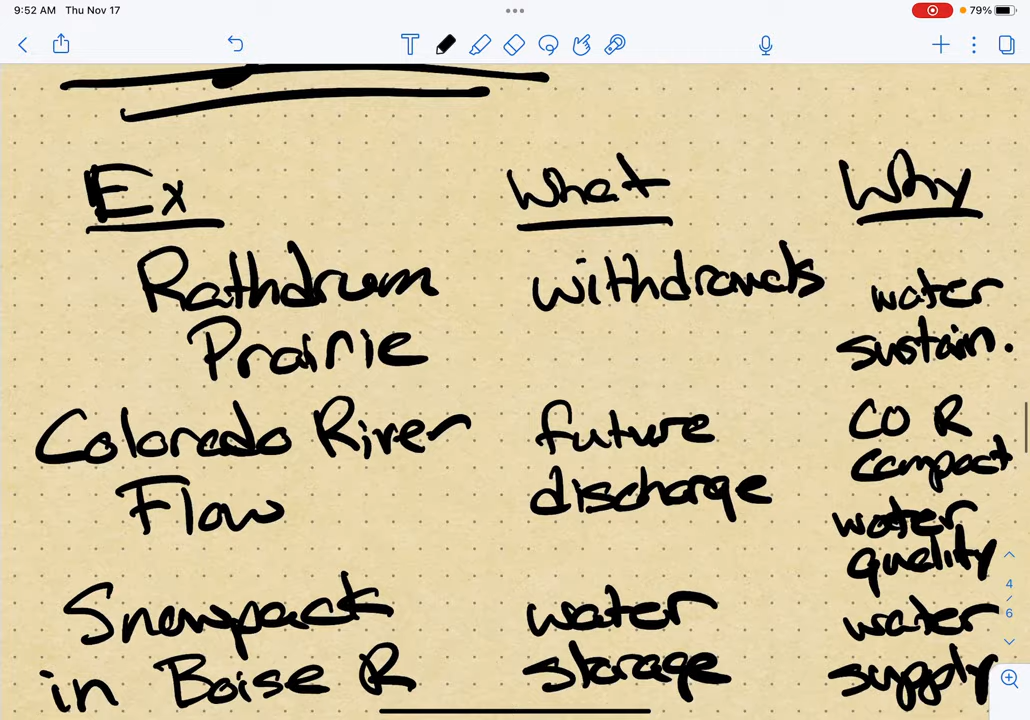 9:52 AM Thu Nov 17
79%
Ex What Why
Rathdrum withdrawals water
Prairie sustain.
Colorado River future CO R
Flow discharge compact
water
quality
4
/
6
Snowpack water water
in Boise R storage supply